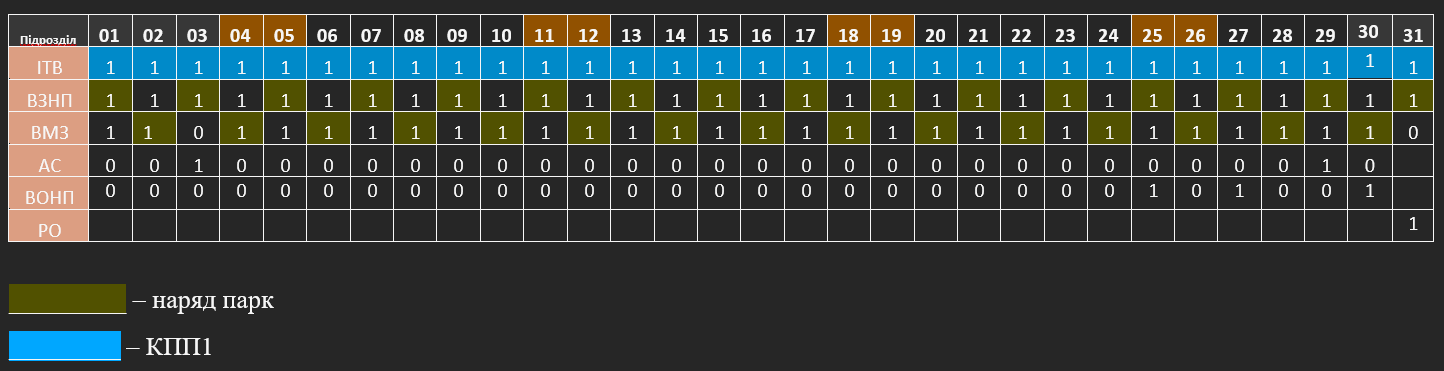 Підрозділ 01 02 03 04 05 06 07 08 09 10 11 12 13 14 15 16 17 18 19 20 21 22 23 24 25 26 27 28 29 30 31
ІТВ 1 1 1 1 1 1 1 1 1 1 1 1 1 1 1 1 1 1 1 1 1 1 1 1 1 1 1 1 1 1 1
ВЗНП 1 1 1 1 1 1 1 1 1 1 1 1 1 1 1 1 1 1 1 1 1 1 1 1 1 1 1 1 1 1 1
ВМЗ 1 1 0 1 1 1 1 1 1 1 1 1 1 1 1 1 1 1 1 1 1 1 1 1 1 1 1 1 1 1 0
АС 0 0 1 0 0 0 0 0 0 0 0 0 0 0 0 0 0 0 0 0 0 0 0 0 0 0 0 0 1 0
ВОНП 0 0 0 0 0 0 0 0 0 0 0 0 0 0 0 0 0 0 0 0 0 0 0 0 1 0 1 0 0 1
РО 1
– наряд парк
– КПП1